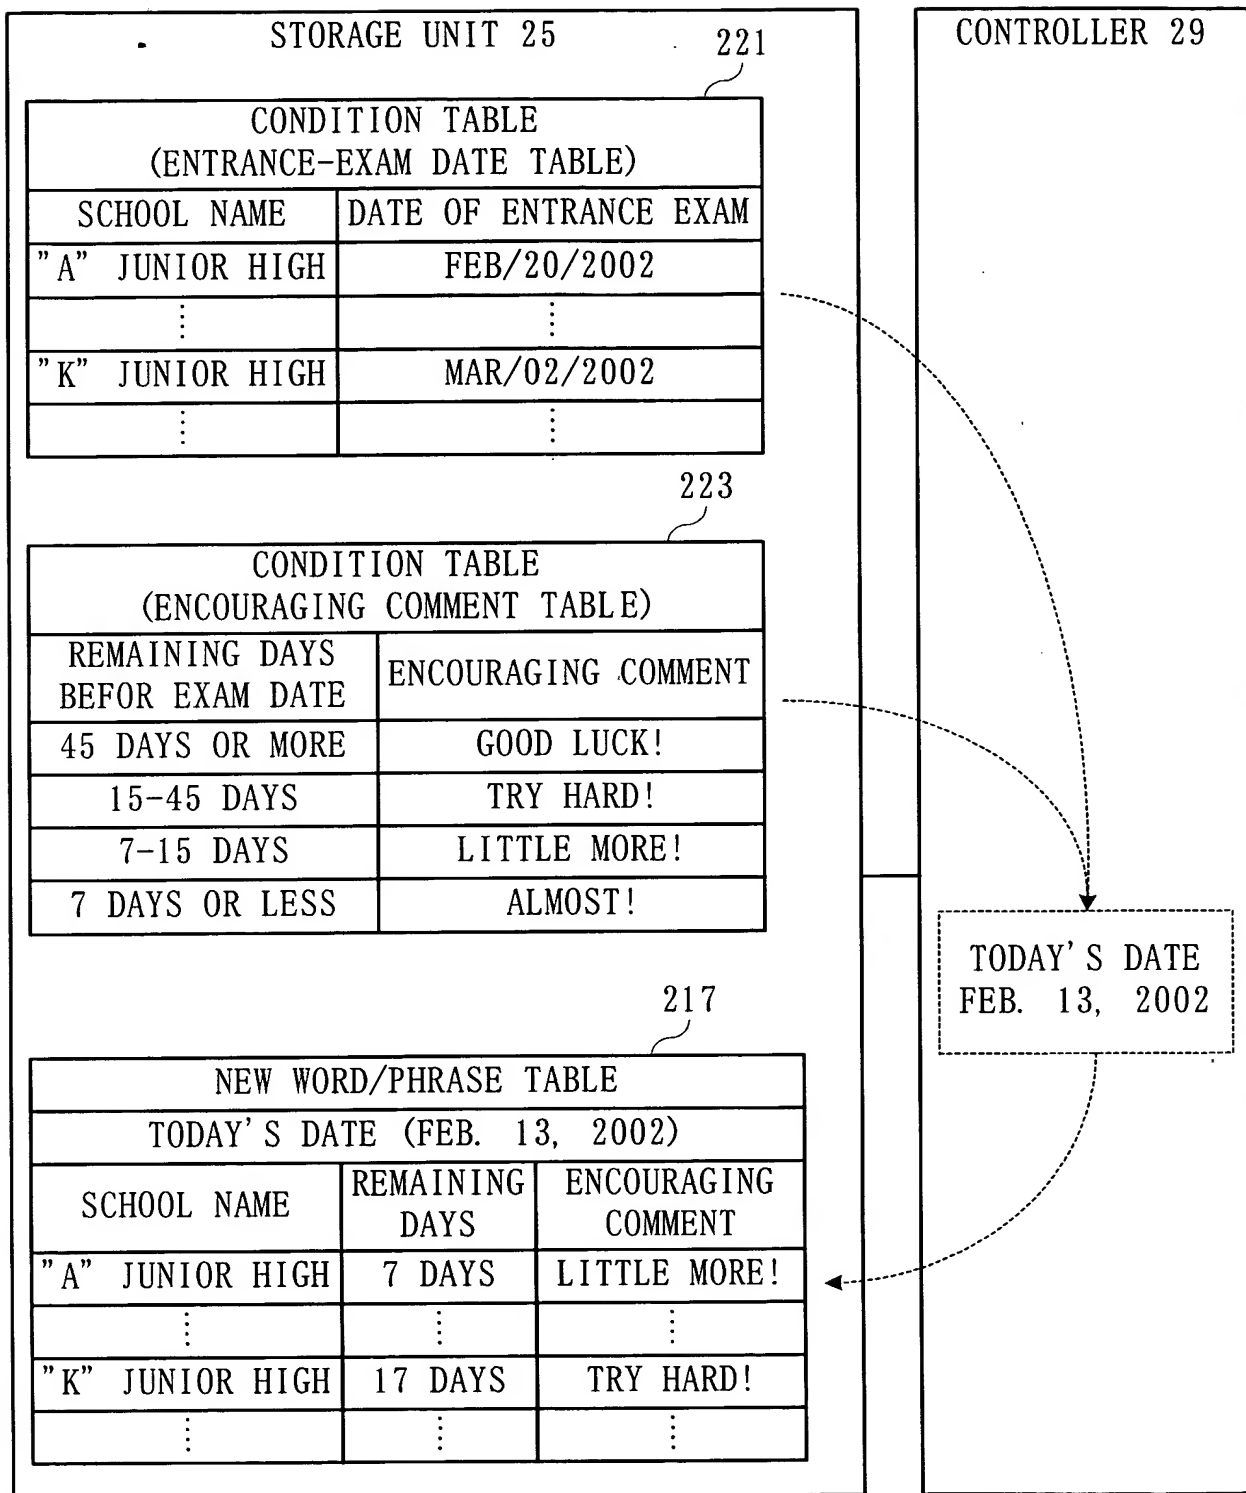 STORAGE UNIT 25
CONTROLLER 29
221
CONDITION TABLE
(ENTRANCE-EXAM DATE TABLE)
SCHOOL NAME DATE OF ENTRANCE EXAM
"A" JUNIOR HIGH FEB/20/2002
⋮ ⋮
"K" JUNIOR HIGH MAR/02/2002
⋮ ⋮
223
CONDITION TABLE
(ENCOURAGING COMMENT TABLE)
REMAINING DAYS
BEFOR EXAM DATE
ENCOURAGING COMMENT
45 DAYS OR MORE GOOD LUCK!
15-45 DAYS TRY HARD!
7-15 DAYS LITTLE MORE!
7 DAYS OR LESS ALMOST!
TODAY'S DATE
FEB. 13, 2002
217
NEW WORD/PHRASE TABLE
TODAY'S DATE (FEB. 13, 2002)
SCHOOL NAME
REMAINING
DAYS
ENCOURAGING
COMMENT
"A" JUNIOR HIGH 7 DAYS LITTLE MORE!
⋮ ⋮ ⋮
"K" JUNIOR HIGH 17 DAYS TRY HARD!
⋮ ⋮ ⋮